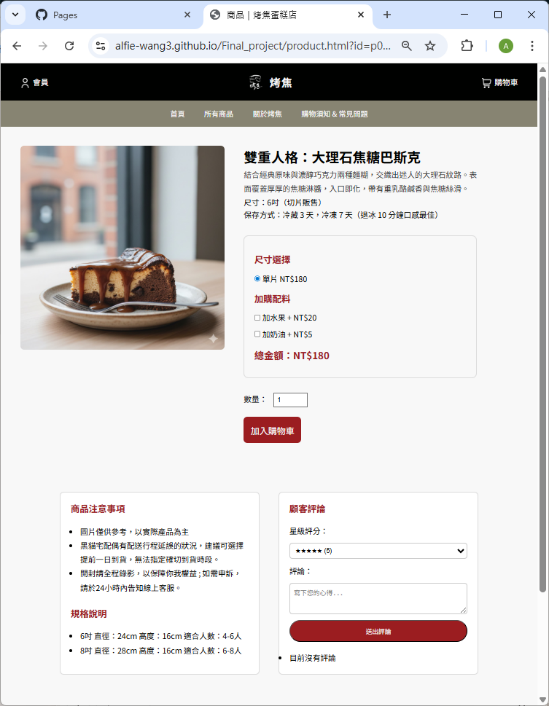 Pages
商品 | 烤焦蛋糕店
alfie-wang3.github.io/Final_project/product.html?id=p0...
A
會員
烤焦
購物車
首頁
所有商品
關於烤焦
購物須知 & 常見問題
雙重人格：大理石焦糖巴斯克
結合經典原味與濃醇巧克力兩種麵糊，交織出迷人的大理石紋路。表
面覆蓋厚厚的焦糖淋醬，入口即化，帶有重乳酪鹹香與焦糖絲滑。
尺寸：6吋（切片販售）
保存方式：冷藏 3 天，冷凍 7 天（退冰 10 分鐘口感最佳）
尺寸選擇
單片 NT$180
加購配料
加水果 + NT$20
加奶油 + NT$5
總金額：NT$180
數量：
1
加入購物車
商品注意事項
圖片僅供參考，以實際產品為主
黑貓宅配偶有配送行程延誤的狀況，建議可選擇
提前一日到貨，無法指定確切到貨時段。
開封請全程錄影，以保障你我權益 ; 如需申訴，
請於24小時內告知線上客服。
規格說明
6吋 直徑：24cm 高度：16cm 適合人數：4-6人
8吋 直徑：28cm 高度：16cm 適合人數：6-8人
顧客評論
星級評分：
★★★★★ (5)
評論：
寫下您的心得...
送出評論
目前沒有評論